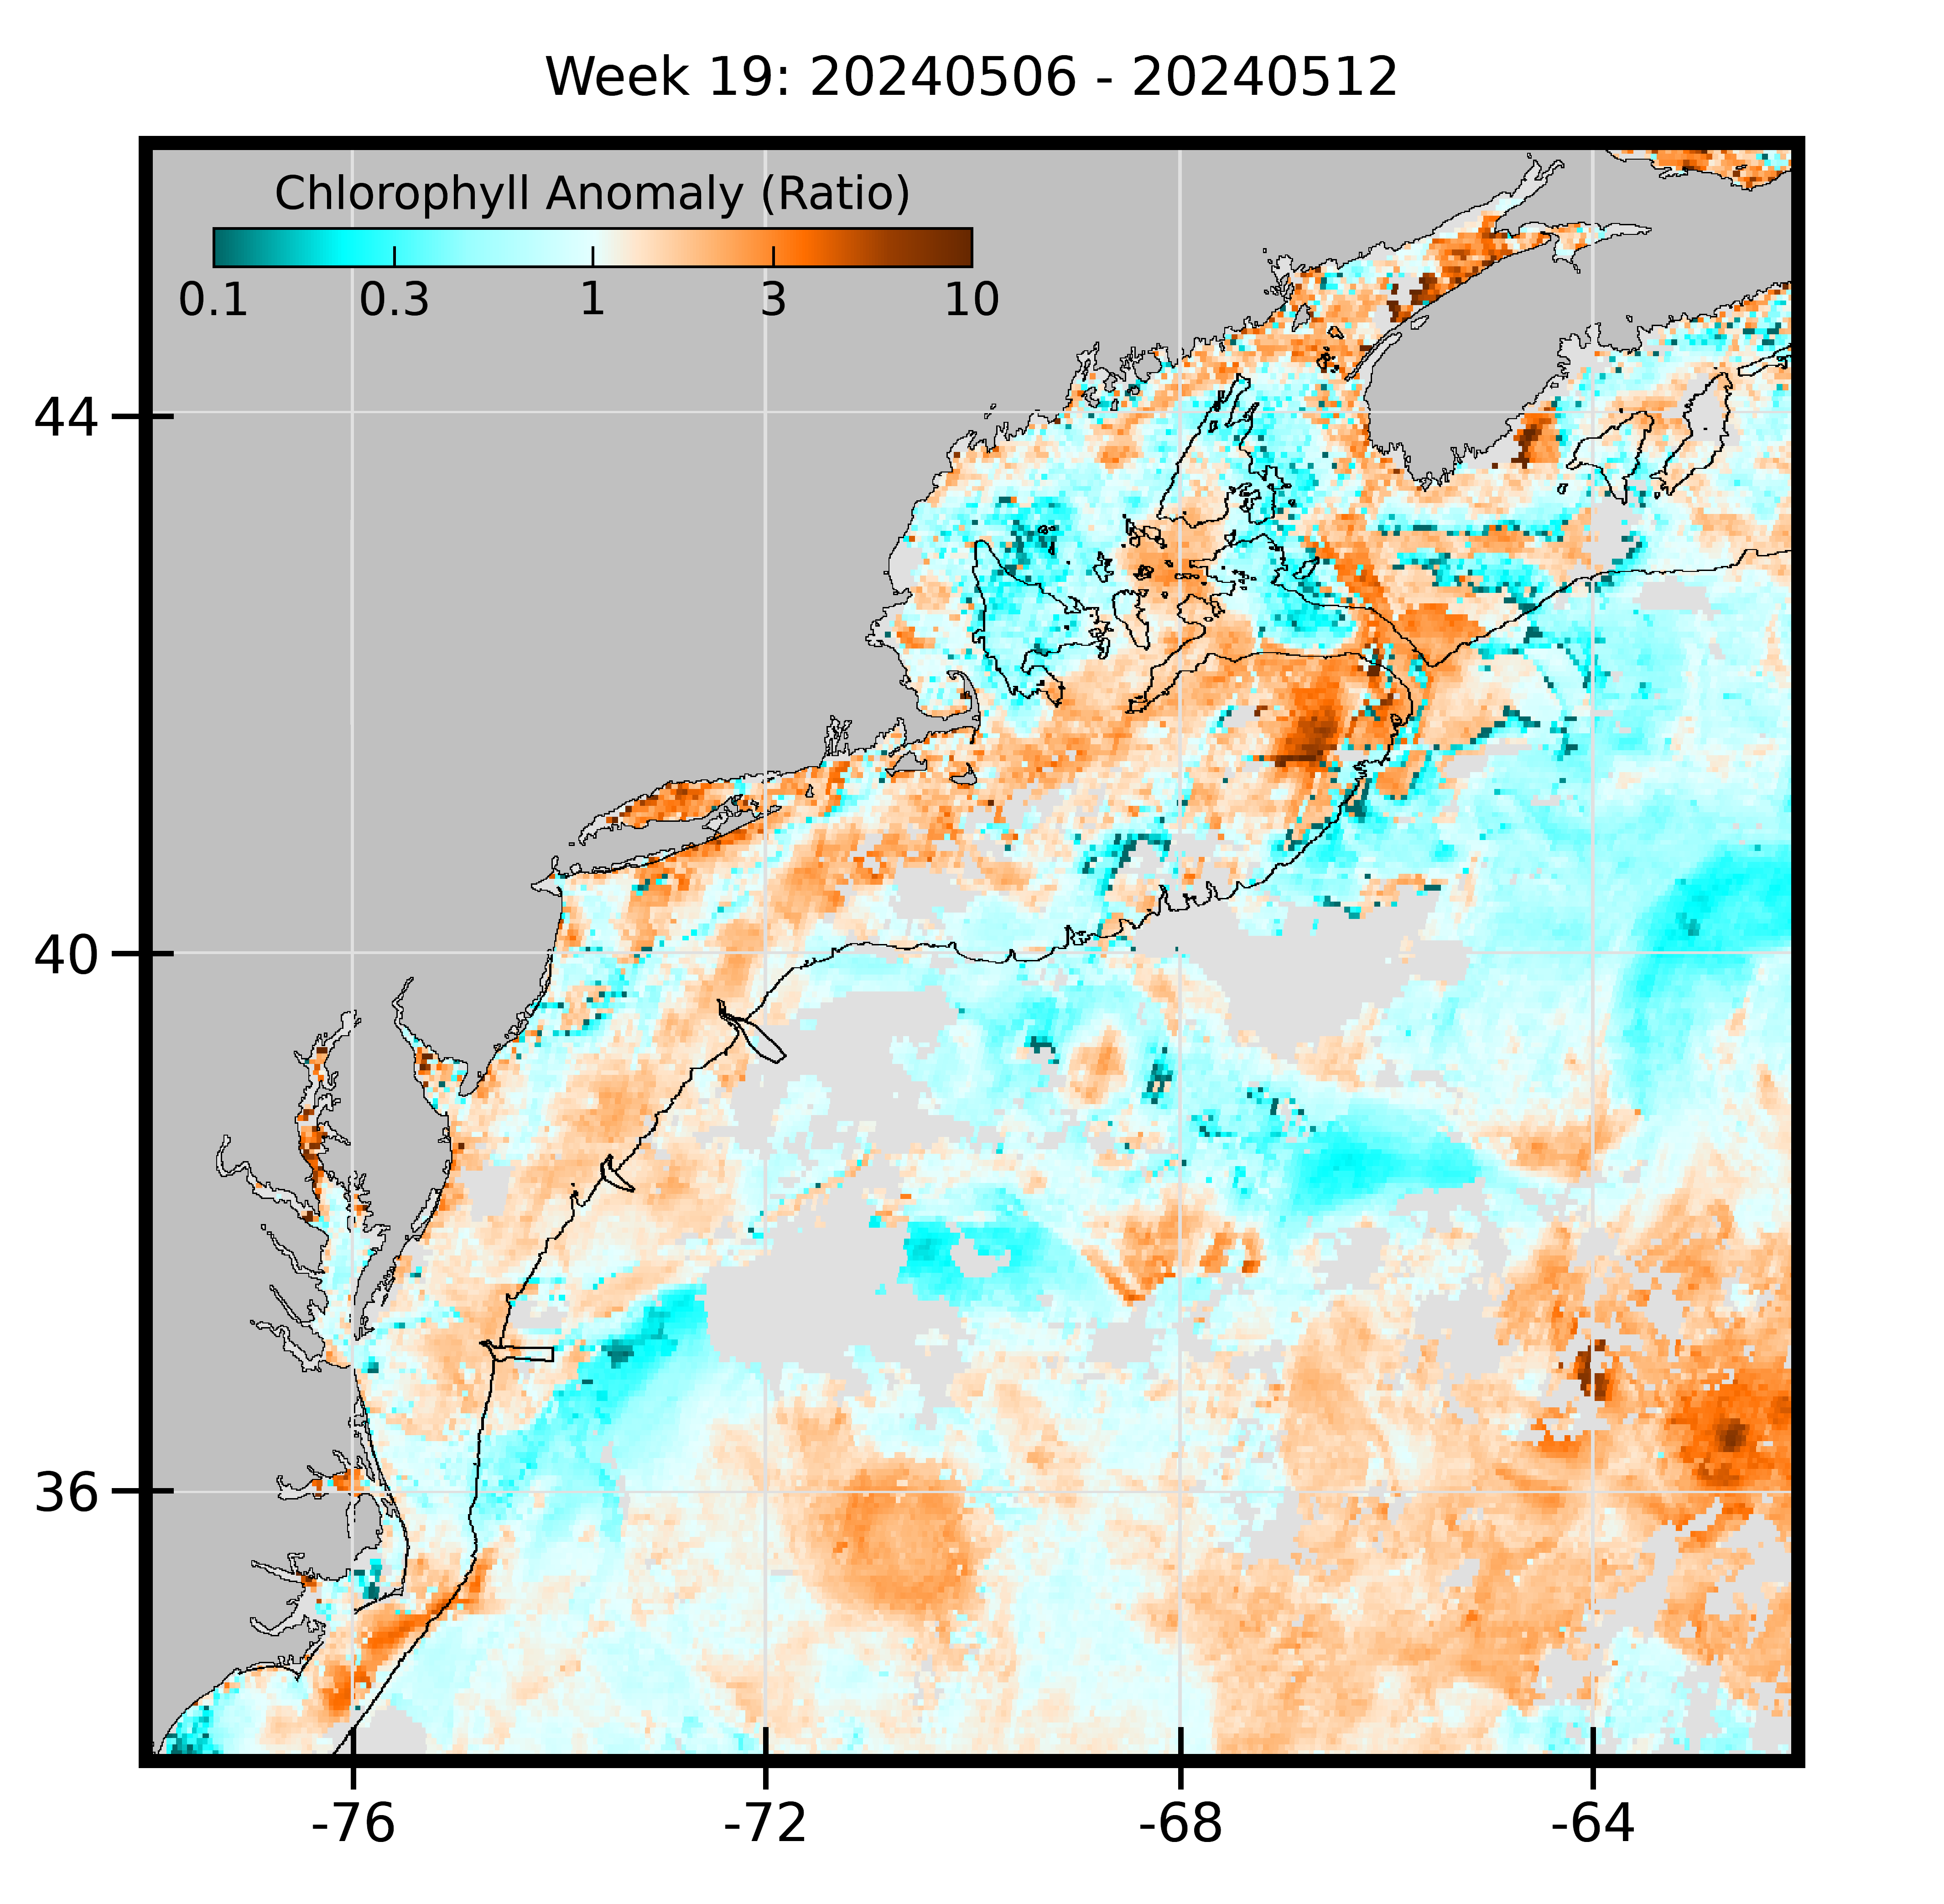 Week 19: 20240506 - 20240512
Chlorophyll Anomaly (Ratio)
0.1 0.3 1 3 10
44
40
36
-76 -72 -68 -64